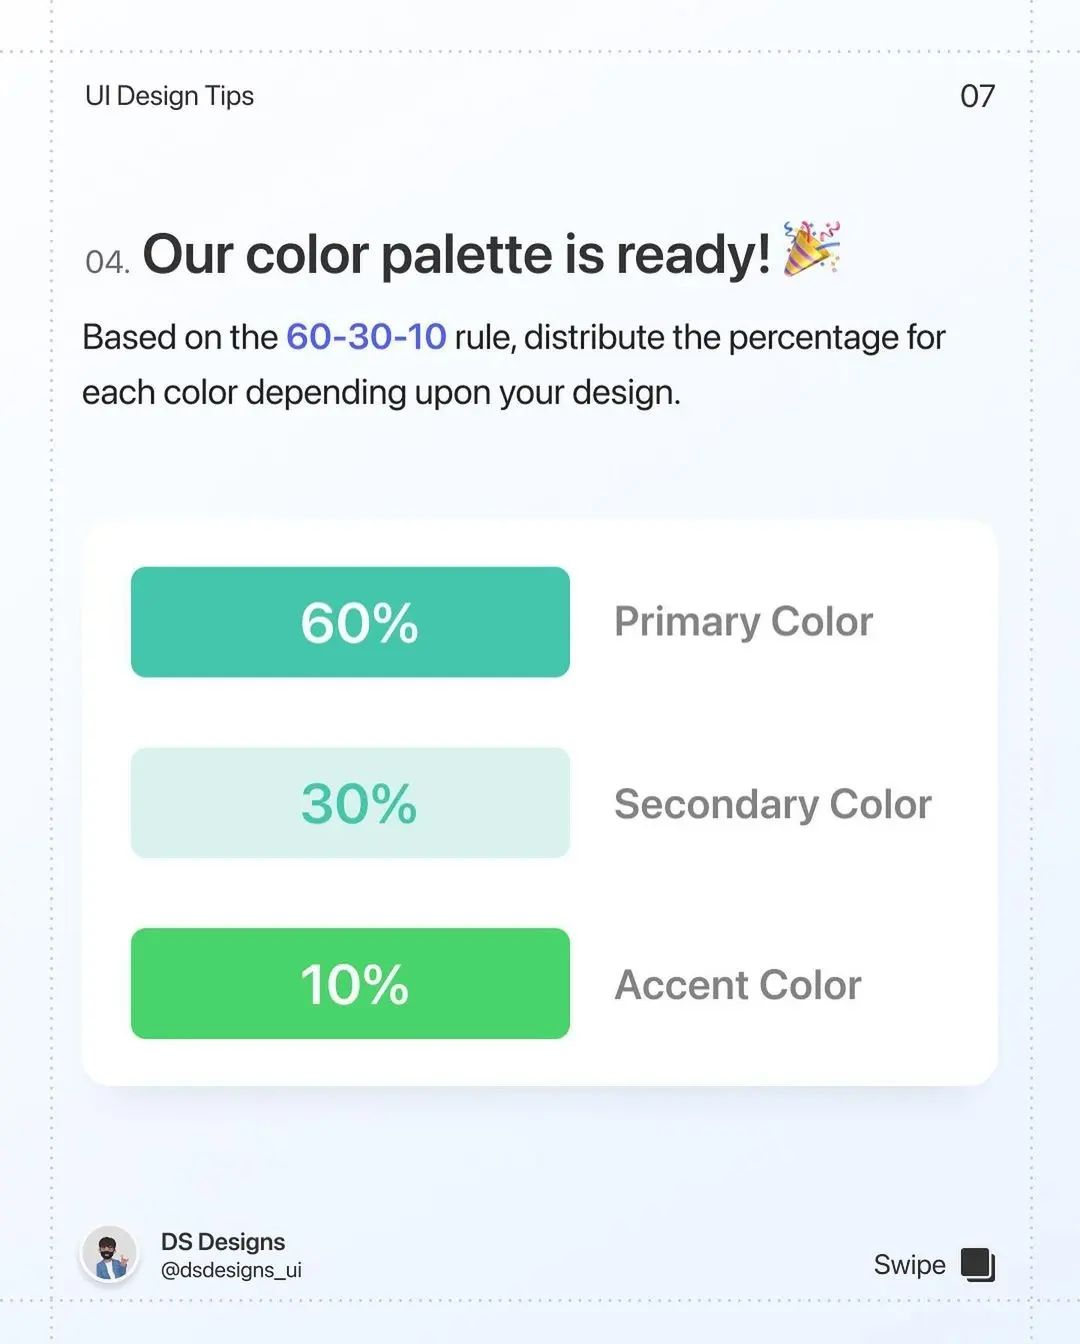 UI Design Tips
07
04. Our color palette is ready! 🎉
Based on the 60-30-10 rule, distribute the percentage for
each color depending upon your design.
60%
Primary Color
30%
Secondary Color
10%
Accent Color
DS Designs
@dsdesigns_ui
Swipe